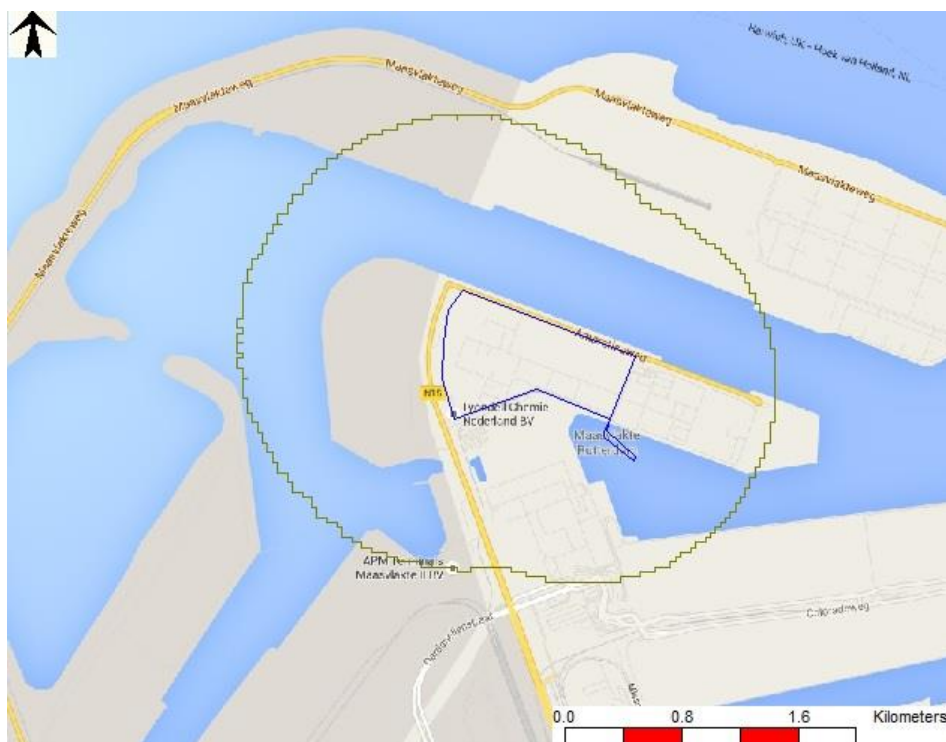 Harwich, UK - Hoek van Holland, NL
Maasvlakteweg
Maasvlakteweg
Maasvlakteweg
Maasvlakteweg
Maasvlakteweg
N15
Lyondell Chemie
Nederland BV
Maasvlakte
APM Terminals
Maasvlakte II BV
Coloradoweg
0.0
0.8
1.6
Kilometers